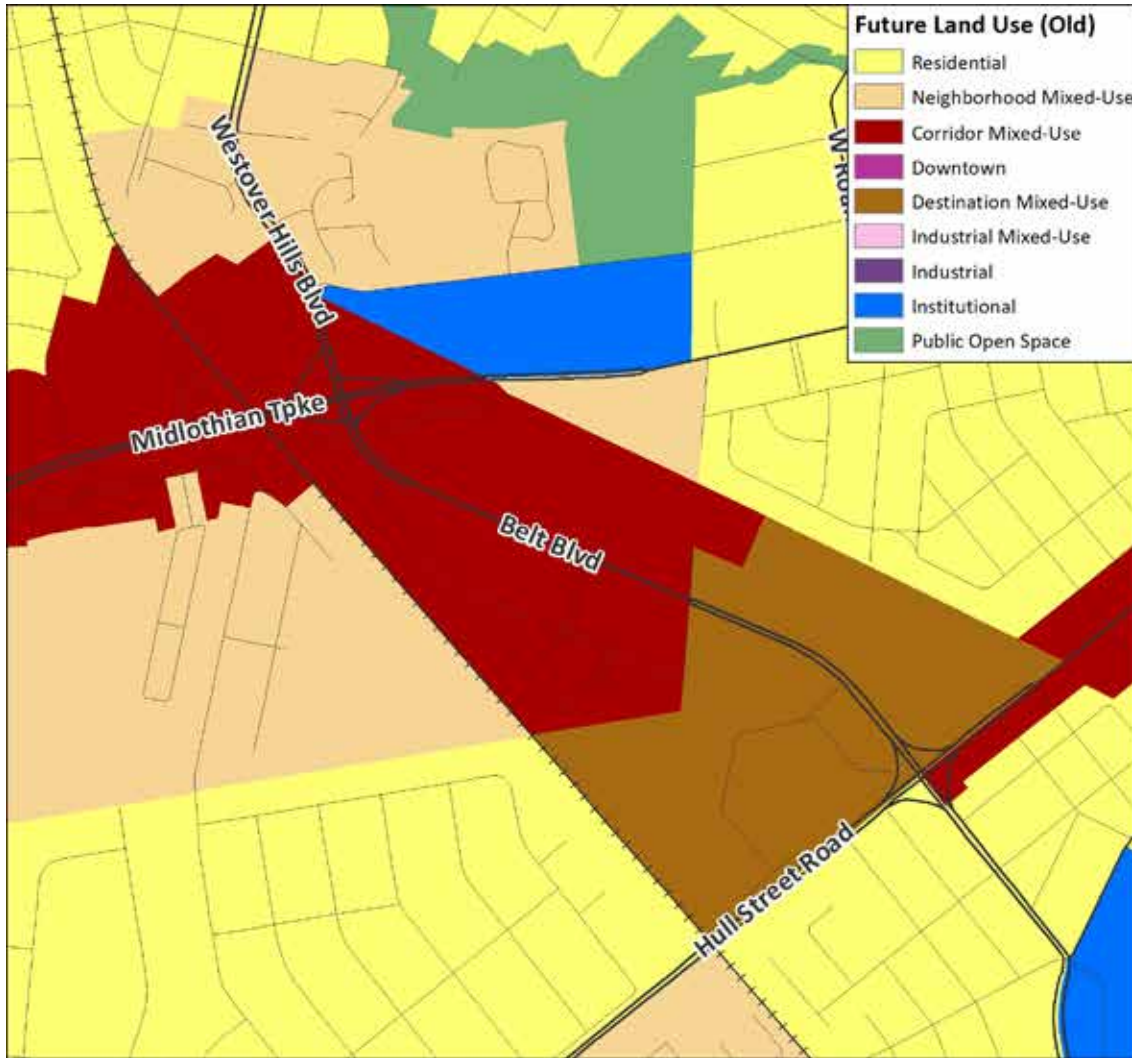 Future Land Use (Old)
Residential
Neighborhood Mixed-Use
Corridor Mixed-Use
Downtown
Destination Mixed-Use
Industrial Mixed-Use
Industrial
Institutional
Public Open Space
Westover Hills Blvd
Midlothian Tpke
Belt Blvd
Hull Street Road